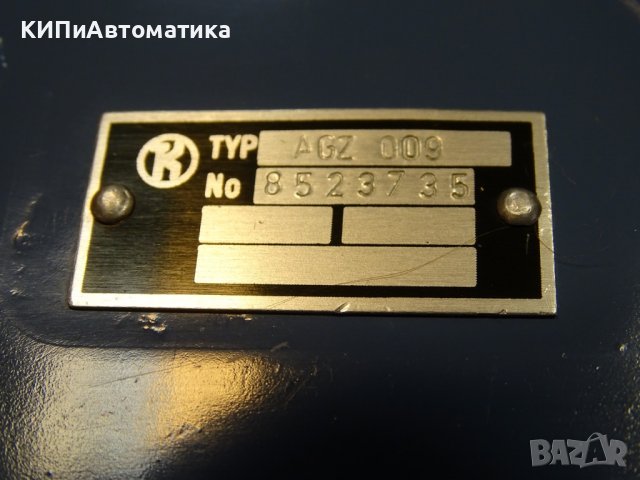 КИПиАвтоматика
TYP AGZ 009
No 8523735
BAZAR